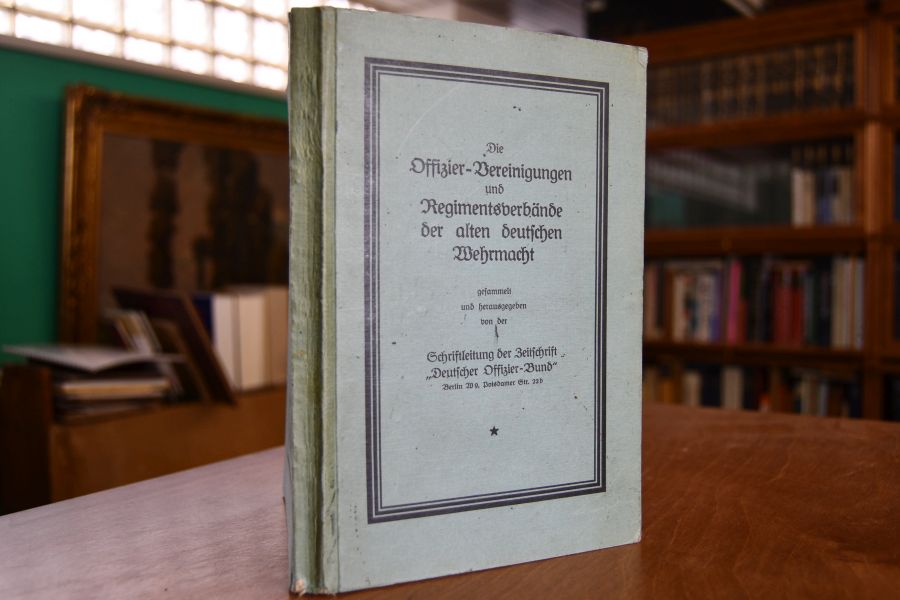 Die
Offizier-Vereinigungen
und
Regimentsverbände
der alten deutschen
Wehrmacht
gesammelt
und herausgegeben
von der
Schriftleitung der Zeitschrift
„Deutscher Offizier-Bund“
Berlin W 9, Potsdamer Str. 22b